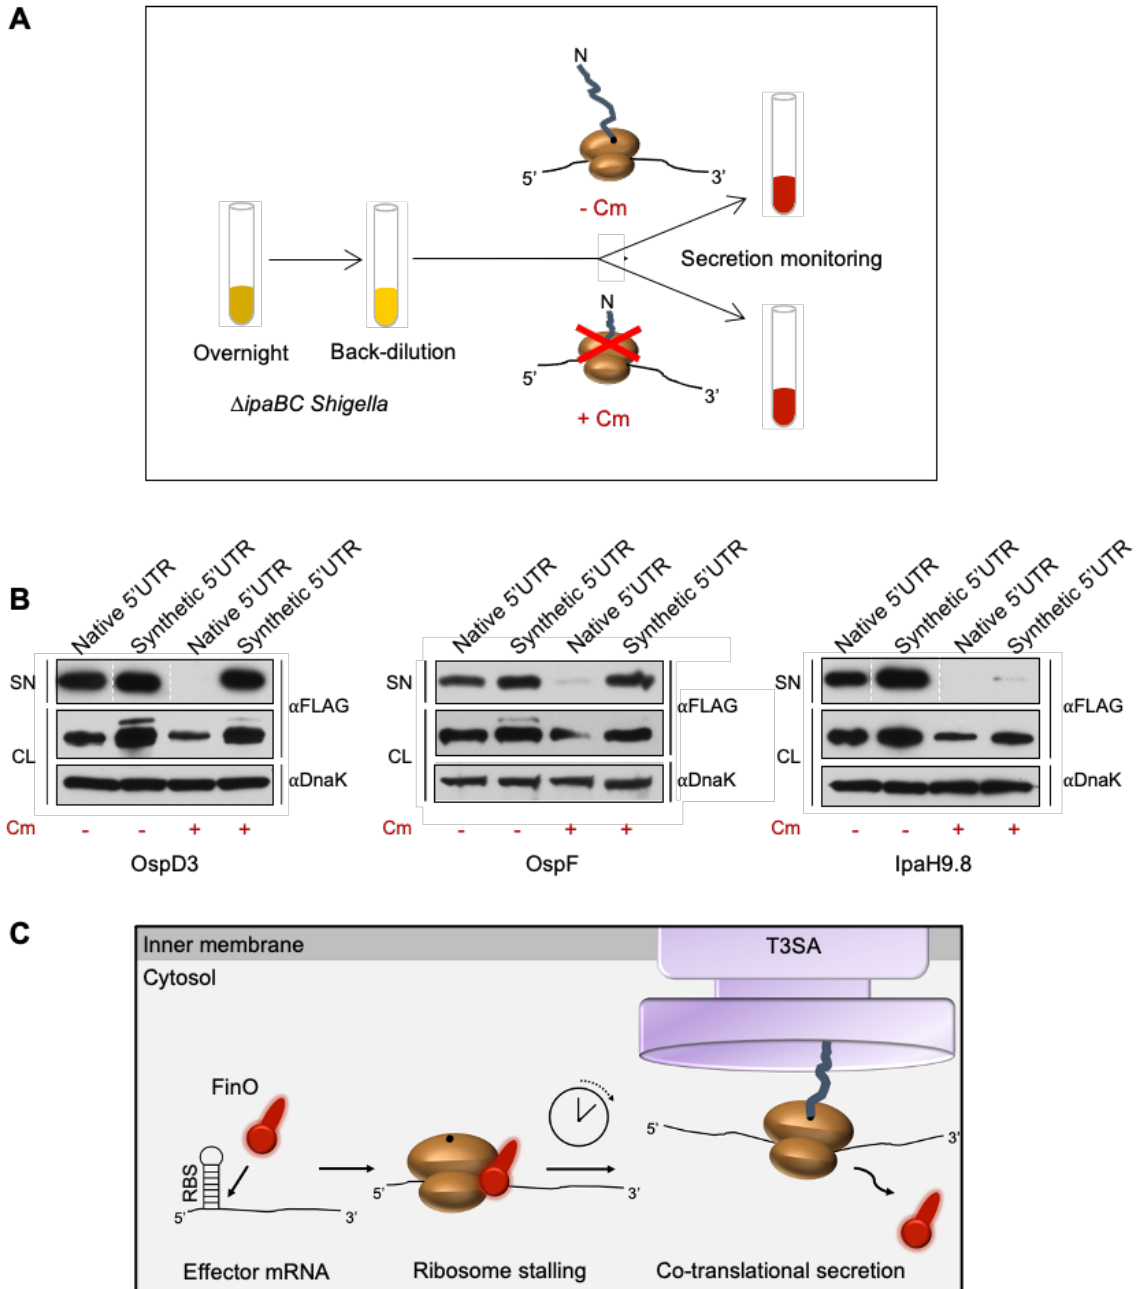 A
N
5' 3'
- Cm
Secretion monitoring
N
5' 3'
+ Cm
Overnight Back-dilution
ΔipaBC Shigella
B
Native 5'UTR Synthetic 5'UTR Native 5'UTR Synthetic 5'UTR
SN
αFLAG
CL
αDnaK
Cm - - + +
OspD3
Native 5'UTR Synthetic 5'UTR Native 5'UTR Synthetic 5'UTR
SN
αFLAG
CL
αDnaK
- - + +
OspF
Native 5'UTR Synthetic 5'UTR Native 5'UTR Synthetic 5'UTR
SN
αFLAG
CL
αDnaK
Cm - - + +
IpaH9.8
C
Inner membrane
T3SA
Cytosol
FinO
RBS
5' 3'
5' 3'
5' 3'
Effector mRNA Ribosome stalling Co-translational secretion